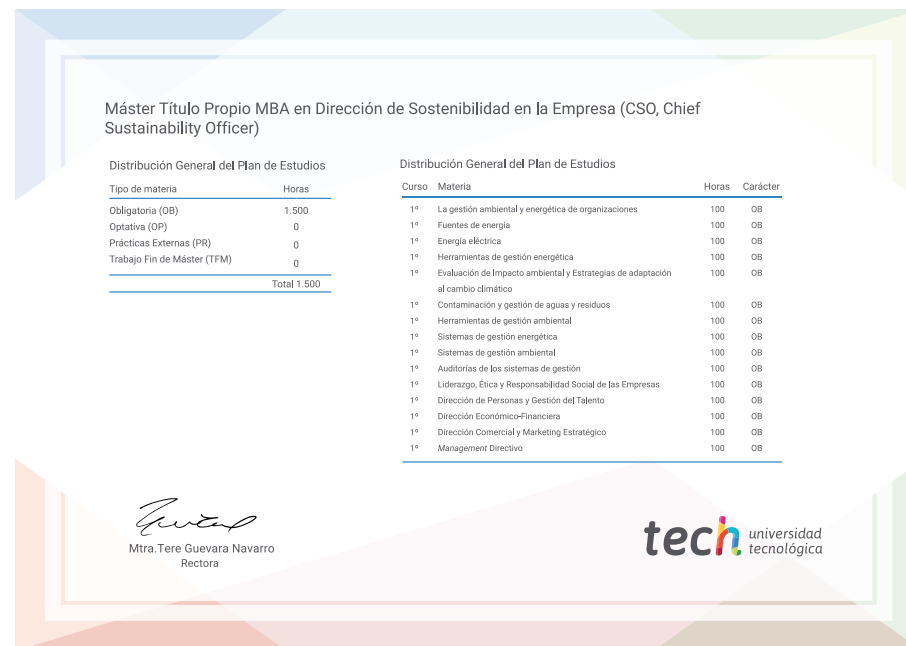 Máster Título Propio MBA en Dirección de Sostenibilidad en la Empresa (CSO, Chief
Sustainability Officer)
Distribución General del Plan de Estudios
Tipo de materia Horas
Obligatoria (OB) 1.500
Optativa (OP) 0
Prácticas Externas (PR) 0
Trabajo Fin de Máster (TFM) 0
Total 1.500
Distribución General del Plan de Estudios
Curso Materia Horas Carácter
1º La gestión ambiental y energética de organizaciones 100 OB
1º Fuentes de energía 100 OB
1º Energía eléctrica 100 OB
1º Herramientas de gestión energética 100 OB
1º Evaluación de Impacto ambiental y Estrategias de adaptación 100 OB
al cambio climático
1º Contaminación y gestión de aguas y residuos 100 OB
1º Herramientas de gestión ambiental 100 OB
1º Sistemas de gestión energética 100 OB
1º Sistemas de gestión ambiental 100 OB
1º Auditorías de los sistemas de gestión 100 OB
1º Liderazgo, Ética y Responsabilidad Social de las Empresas 100 OB
1º Dirección de Personas y Gestión del Talento 100 OB
1º Dirección Económico-Financiera 100 OB
1º Dirección Comercial y Marketing Estratégico 100 OB
1º Management Directivo 100 OB
Mtra.Tere Guevara Navarro
Rectora
tech universidad
tecnológica